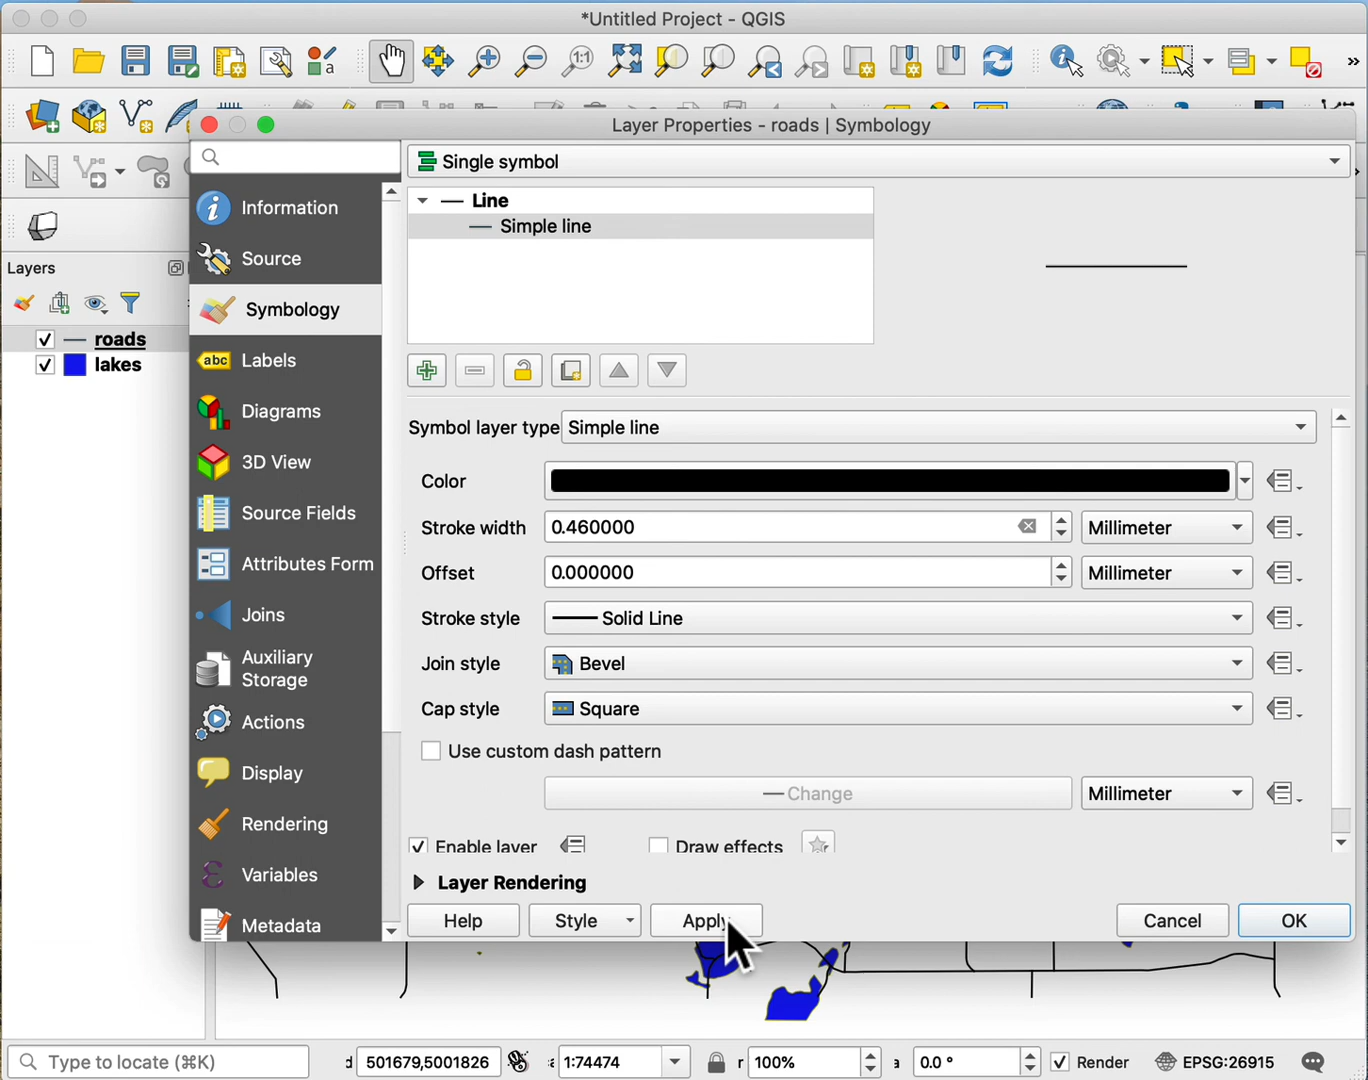 *Untitled Project - QGIS
1:1
Layer Properties - roads | Symbology
Single symbol
Information
Line
Simple line
Source
Layers
Symbology
roads
lakes
abc Labels
Diagrams
Symbol layer type Simple line
3D View
Color
Source Fields
Stroke width 0.460000 Millimeter
Attributes Form
Offset 0.000000 Millimeter
Joins
Stroke style Solid Line
Auxiliary
Storage
Join style Bevel
Cap style Square
Actions
Use custom dash pattern
Display
Change Millimeter
Rendering
Enable layer Draw effects
Variables
Layer Rendering
Metadata
Help Style Apply Cancel OK
Type to locate (⌘K) d 501679,5001826 1:74474 r 100% a 0.0 ° Render EPSG:26915